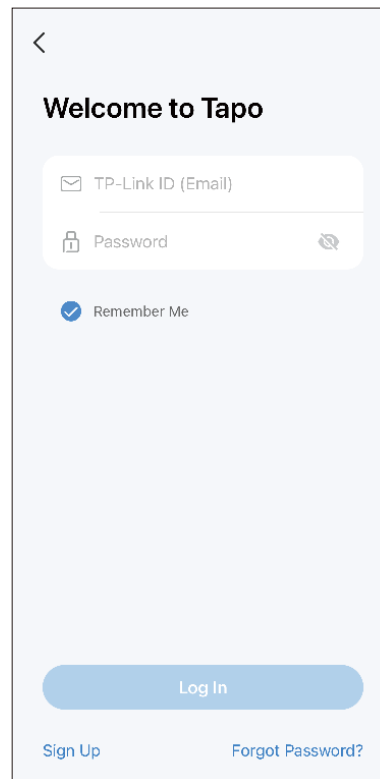 Welcome to Tapo
TP-Link ID (Email)
Password
Remember Me
Log In
Sign Up
Forgot Password?